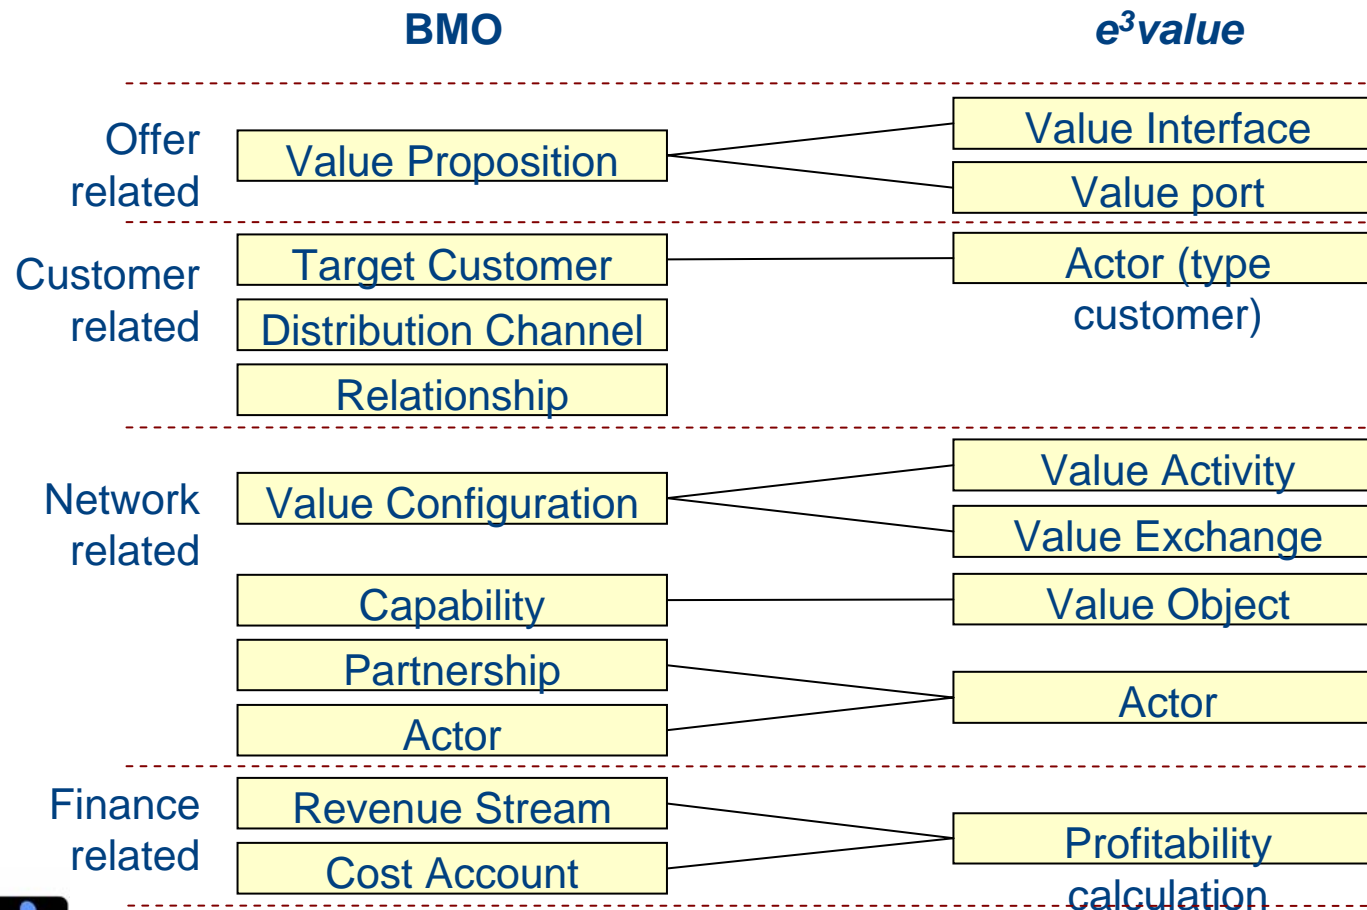 BMO
e³value
Offer
related
Value Proposition
Value Interface
Value port
Customer
related
Target Customer
Distribution Channel
Relationship
Actor (type
customer)
Network
related
Value Configuration
Value Activity
Value Exchange
Capability
Value Object
Partnership
Actor
Actor
Finance
related
Revenue Stream
Cost Account
Profitability
calculation